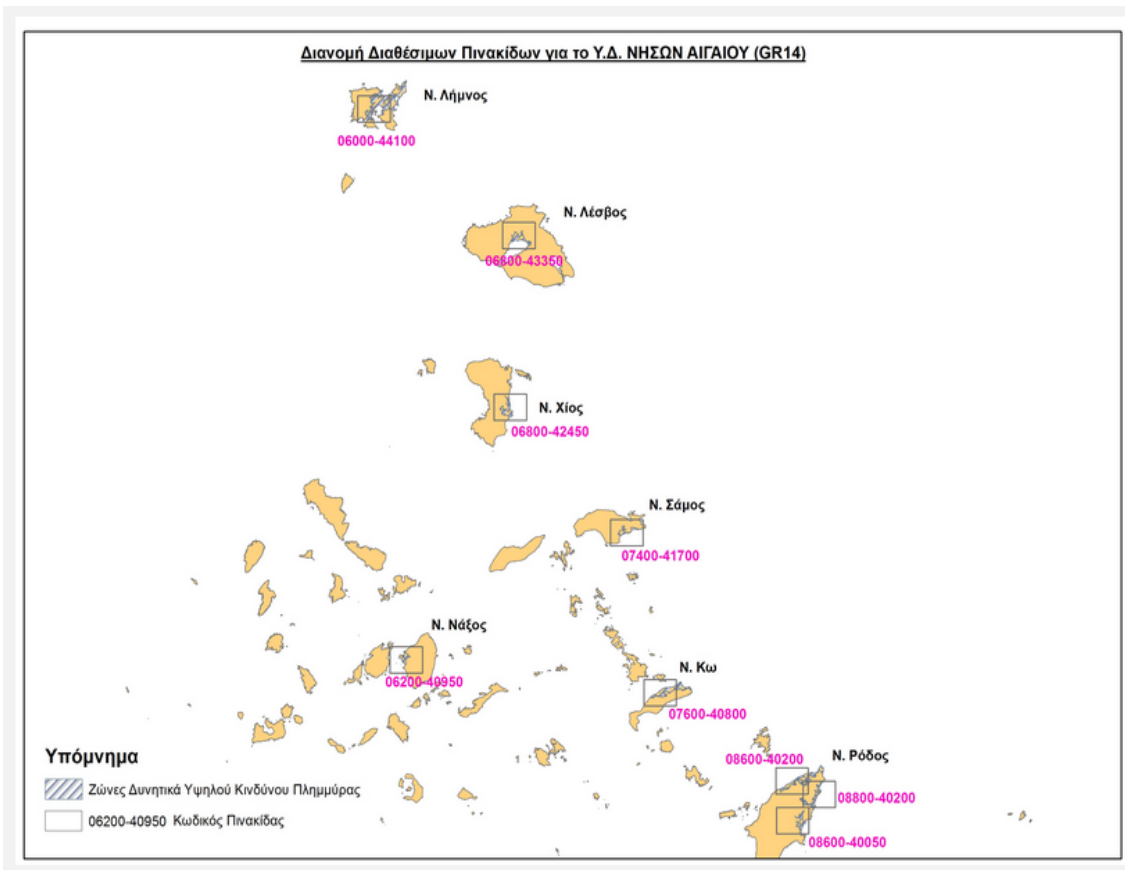 Διανομή Διαθέσιμων Πινακίδων για το Υ.Δ. ΝΗΣΩΝ ΑΙΓΑΙΟΥ (GR14)
Ν. Λήμνος
06000-44100
Ν. Λέσβος
06800-43350
Ν. Χίος
06800-42450
Ν. Σάμος
07400-41700
Ν. Νάξος
06200-40950
Ν. Κω
07600-40800
Ν. Ρόδος
08600-40200
08800-40200
08600-40050
Υπόμνημα
Ζώνες Δυνητικά Υψηλού Κινδύνου Πλημμύρας
06200-40950 Κωδικός Πινακίδας